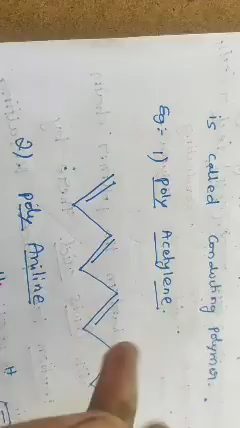 is called Conducting polymer.
Eg:- 1) Poly Acetylene.
2) poly Aniline
H